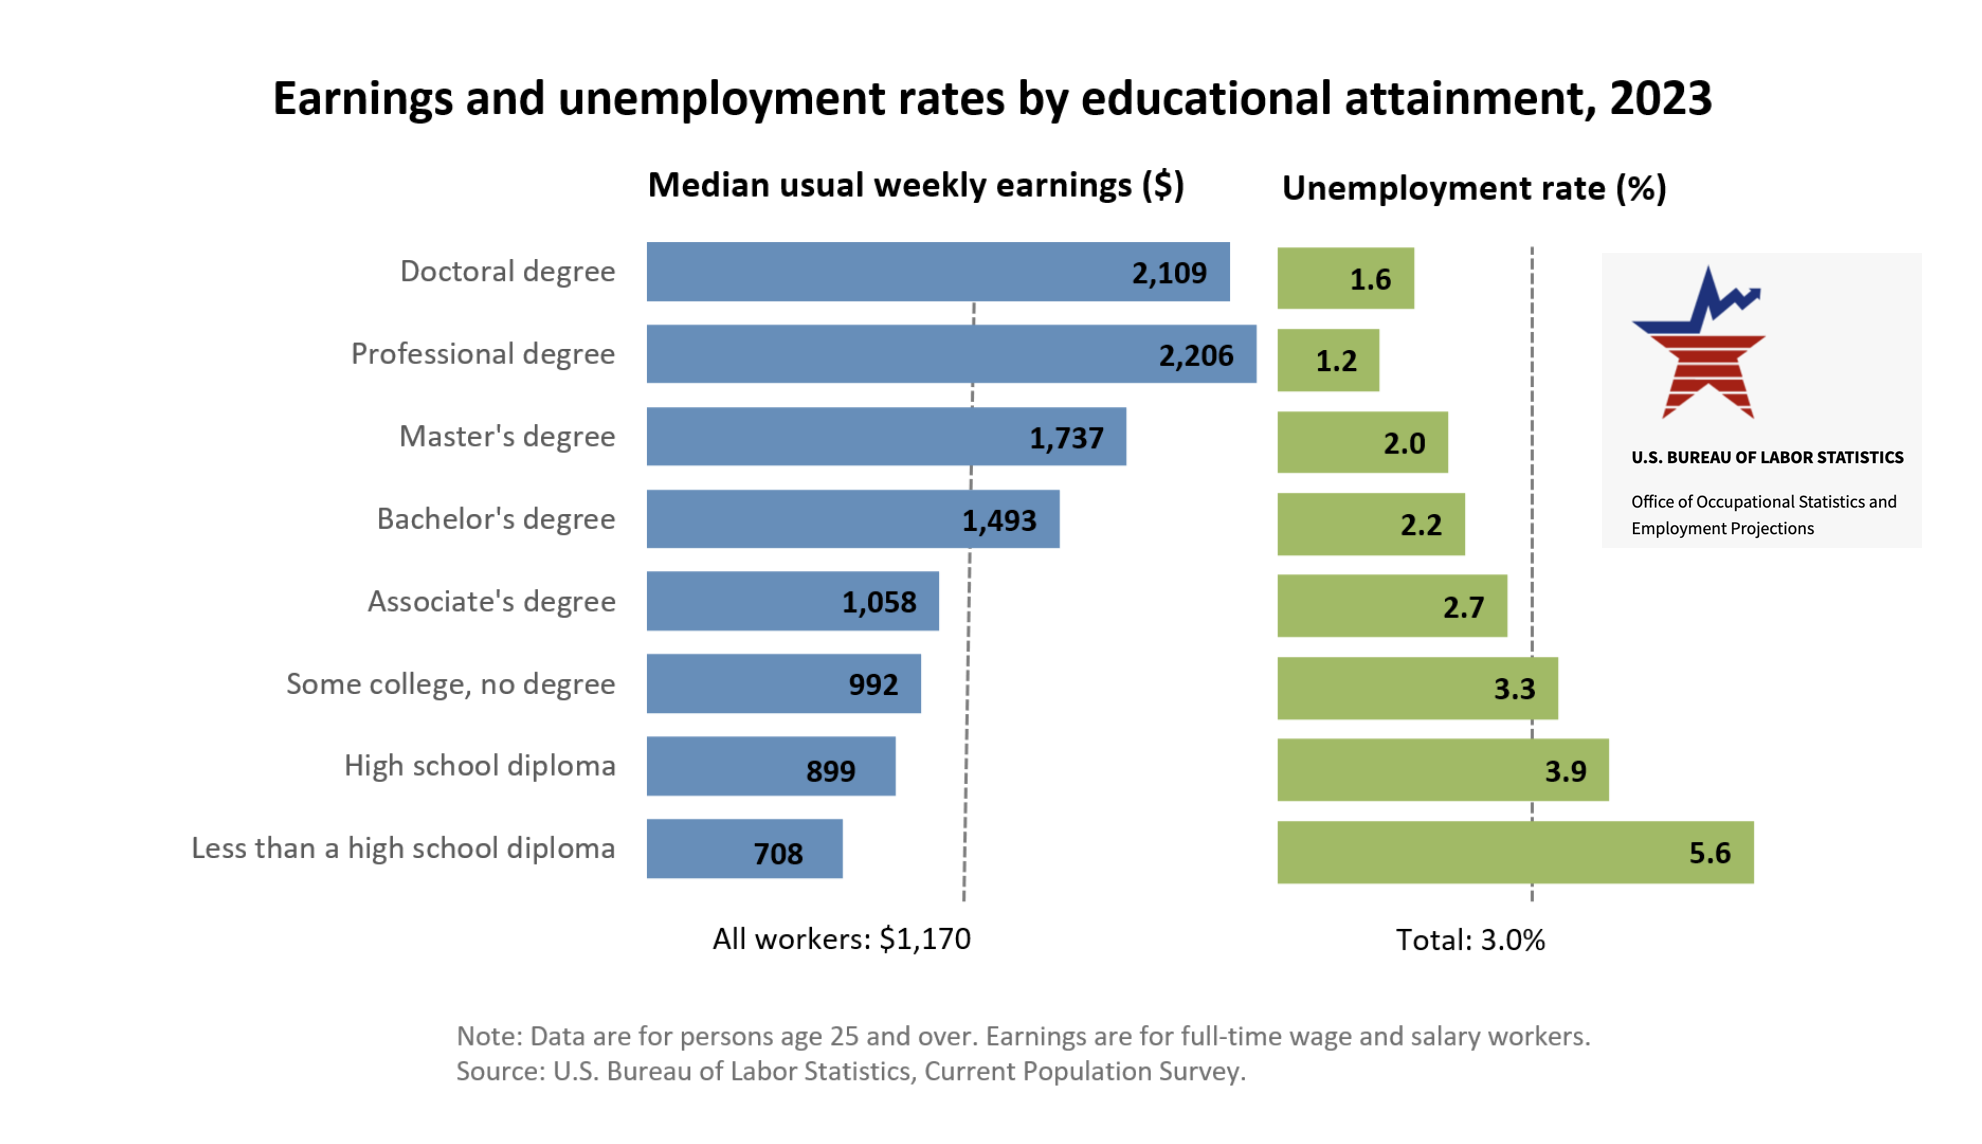 Earnings and unemployment rates by educational attainment, 2023
Median usual weekly earnings ($)
Unemployment rate (%)
Doctoral degree 2,109 1.6
Professional degree 2,206 1.2
Master's degree 1,737 2.0
Bachelor's degree 1,493 2.2
Associate's degree 1,058 2.7
Some college, no degree 992 3.3
High school diploma 899 3.9
Less than a high school diploma 708 5.6
All workers: $1,170
Total: 3.0%
U.S. BUREAU OF LABOR STATISTICS
Office of Occupational Statistics and
Employment Projections
Note: Data are for persons age 25 and over. Earnings are for full-time wage and salary workers.
Source: U.S. Bureau of Labor Statistics, Current Population Survey.